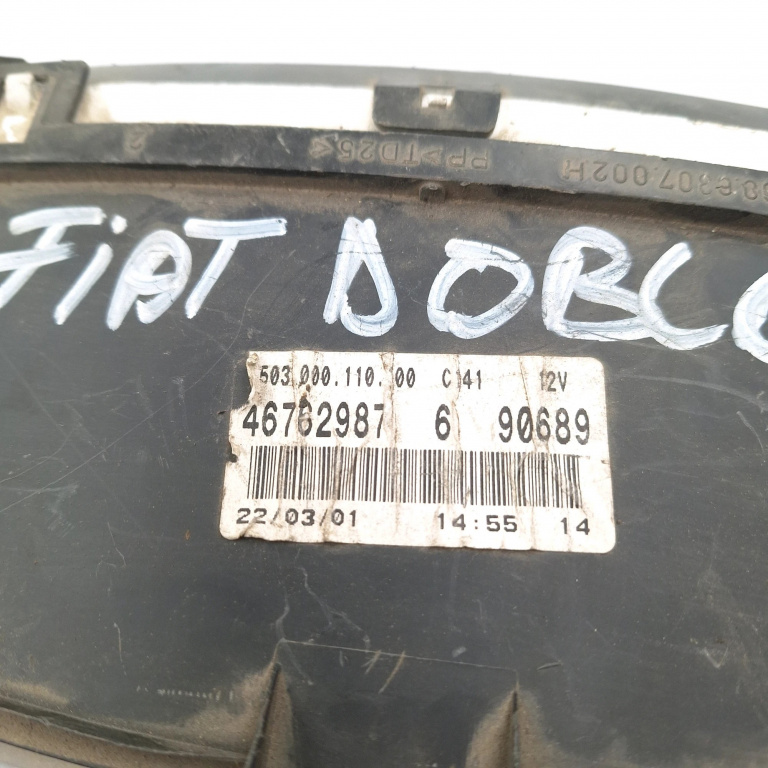 PP>TD25<
FIAT DOBLO
503.000.110.00 C141 12V
46762987 6 90689
22/03/01 14:55 14